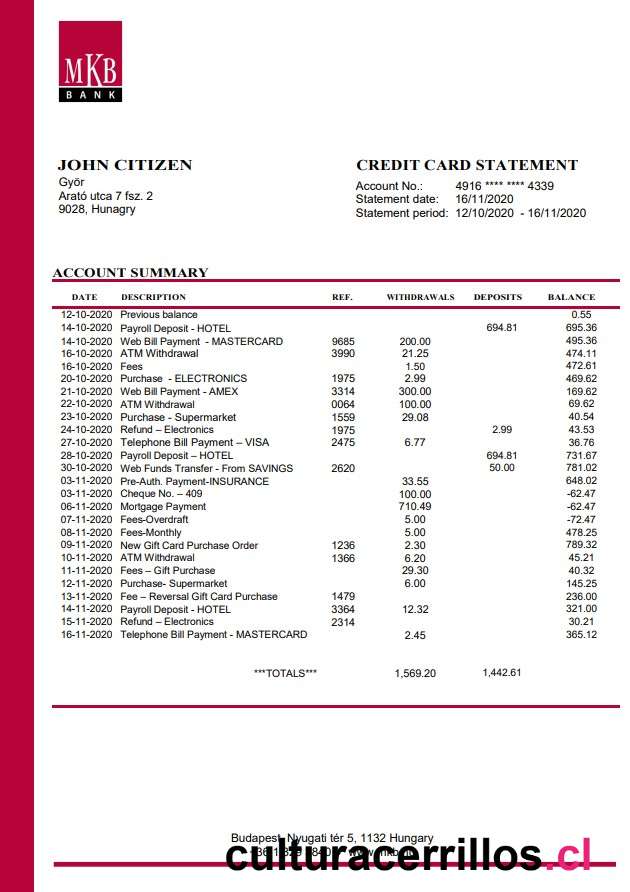 MKB
BANK
JOHN CITIZEN
Győr
Arató utca 7 fsz. 2
9028, Hunagry
CREDIT CARD STATEMENT
Account No.: 4916 **** **** 4339
Statement date: 16/11/2020
Statement period: 12/10/2020 - 16/11/2020
ACCOUNT SUMMARY
DATE DESCRIPTION REF. WITHDRAWALS DEPOSITS BALANCE
12-10-2020 Previous balance 0.55
14-10-2020 Payroll Deposit - HOTEL 694.81 695.36
14-10-2020 Web Bill Payment - MASTERCARD 9685 200.00 495.36
16-10-2020 ATM Withdrawal 3990 21.25 474.11
16-10-2020 Fees 1.50 472.61
20-10-2020 Purchase - ELECTRONICS 1975 2.99 469.62
21-10-2020 Web Bill Payment - AMEX 3314 300.00 169.62
22-10-2020 ATM Withdrawal 0064 100.00 69.62
23-10-2020 Purchase - Supermarket 1559 29.08 40.54
24-10-2020 Refund – Electronics 1975 2.99 43.53
27-10-2020 Telephone Bill Payment – VISA 2475 6.77 36.76
28-10-2020 Payroll Deposit – HOTEL 694.81 731.67
30-10-2020 Web Funds Transfer - From SAVINGS 2620 50.00 781.02
03-11-2020 Pre-Auth. Payment-INSURANCE 33.55 648.02
03-11-2020 Cheque No. – 409 100.00 -62.47
06-11-2020 Mortgage Payment 710.49 -62.47
07-11-2020 Fees-Overdraft 5.00 -72.47
08-11-2020 Fees-Monthly 5.00 478.25
09-11-2020 New Gift Card Purchase Order 1236 2.30 789.32
10-11-2020 ATM Withdrawal 1366 6.20 45.21
11-11-2020 Fees – Gift Purchase 29.30 40.32
12-11-2020 Purchase- Supermarket 6.00 145.25
13-11-2020 Fee – Reversal Gift Card Purchase 1479 236.00
14-11-2020 Payroll Deposit - HOTEL 3364 12.32 321.00
15-11-2020 Refund – Electronics 2314 30.21
16-11-2020 Telephone Bill Payment - MASTERCARD 2.45 365.12
***TOTALS*** 1,569.20 1,442.61
Budapest, Nyugati tér 5, 1132 Hungary
culturacerrillos.cl